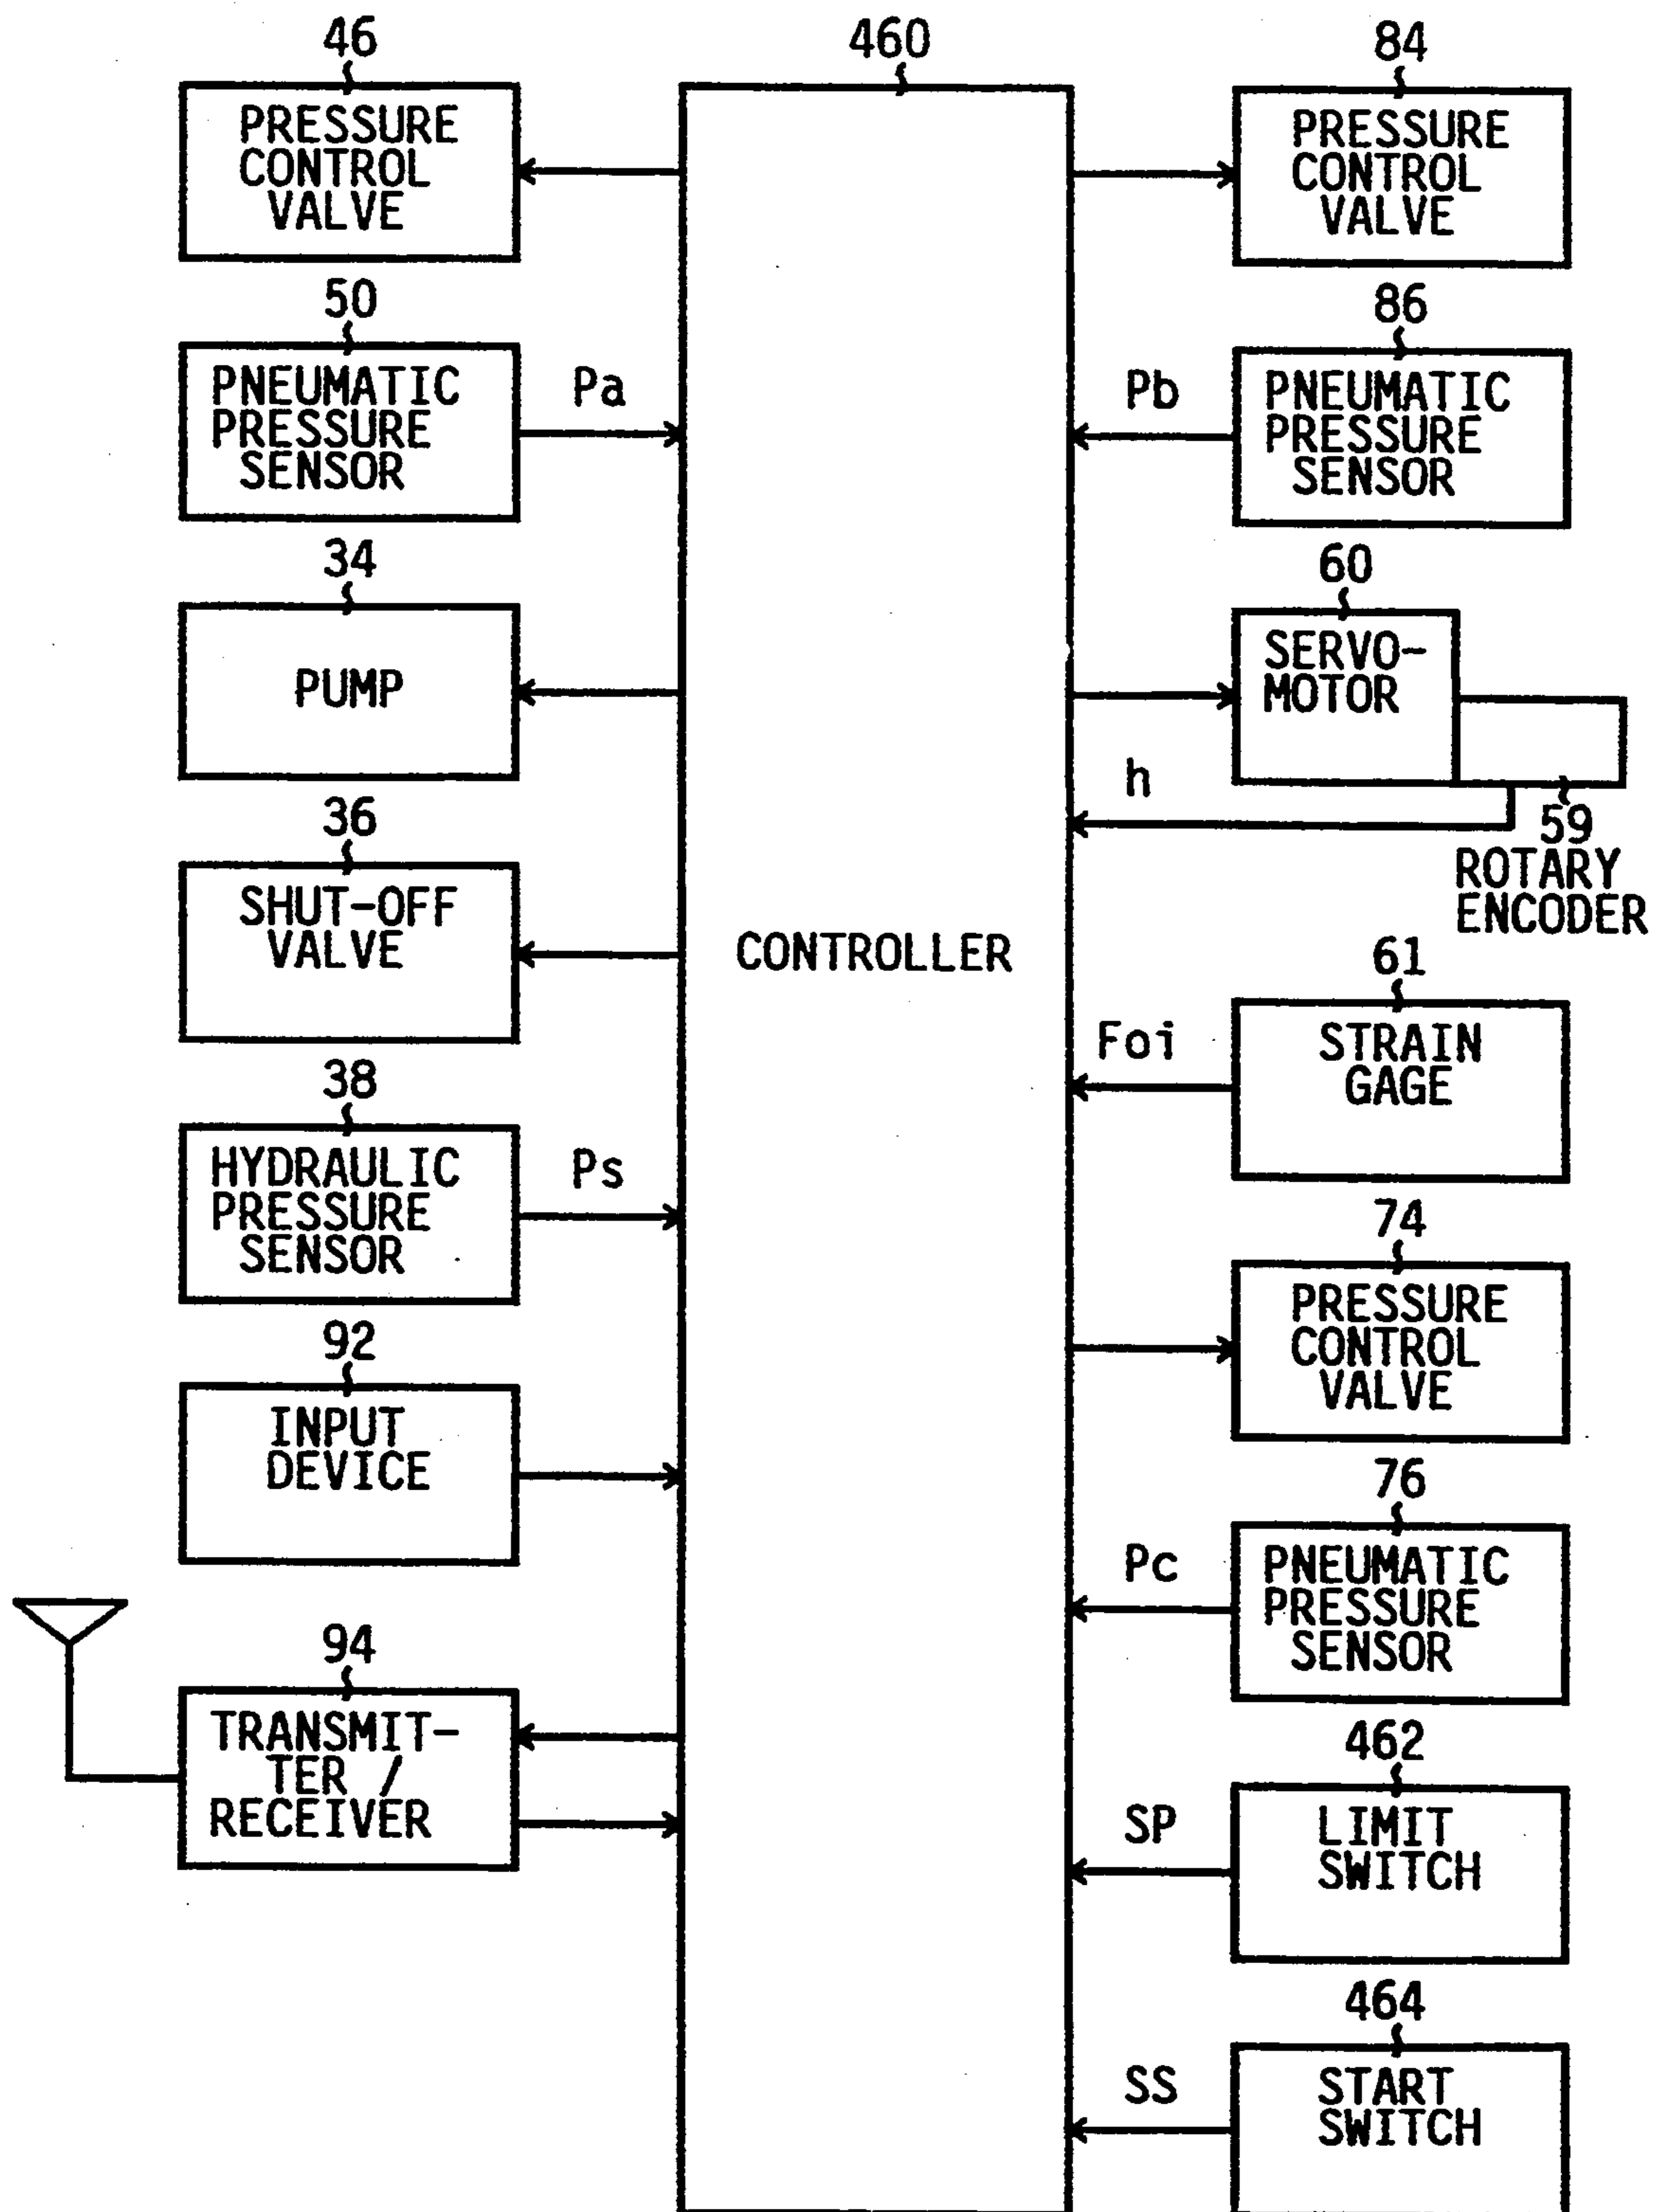 46
PRESSURE
CONTROL
VALVE
50
PNEUMATIC
PRESSURE
SENSOR
Pa
34
PUMP
36
SHUT-OFF
VALVE
38
HYDRAULIC
PRESSURE
SENSOR
Ps
92
INPUT
DEVICE
94
TRANSMIT-
TER /
RECEIVER
460
CONTROLLER
84
PRESSURE
CONTROL
VALVE
86
PNEUMATIC
PRESSURE
SENSOR
Pb
60
SERVO-
MOTOR
h
59
ROTARY
ENCODER
61
STRAIN
GAGE
Foi
74
PRESSURE
CONTROL
VALVE
76
PNEUMATIC
PRESSURE
SENSOR
Pc
462
LIMIT
SWITCH
SP
464
START
SWITCH
SS